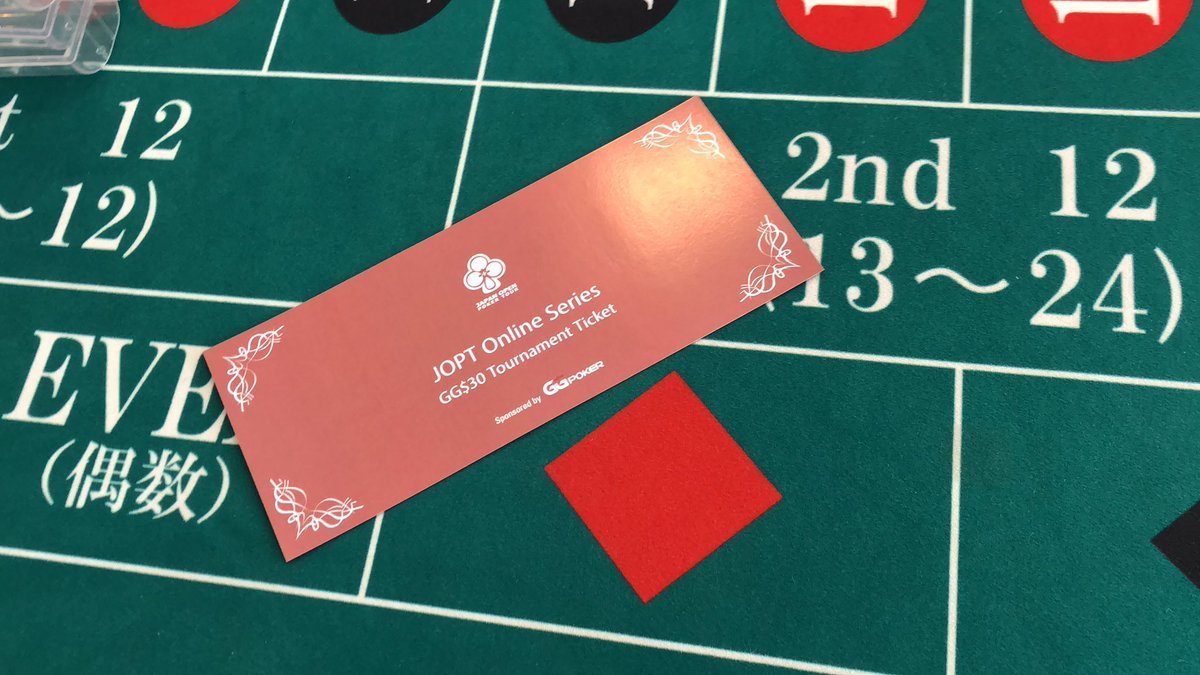 12
2nd 12
~12)
13～24)
JAPAN OPEN
POKER TOUR
JOPT Online Series
GG$30 Tournament Ticket
Sponsored by GGPOKER
EVE
(偶数)